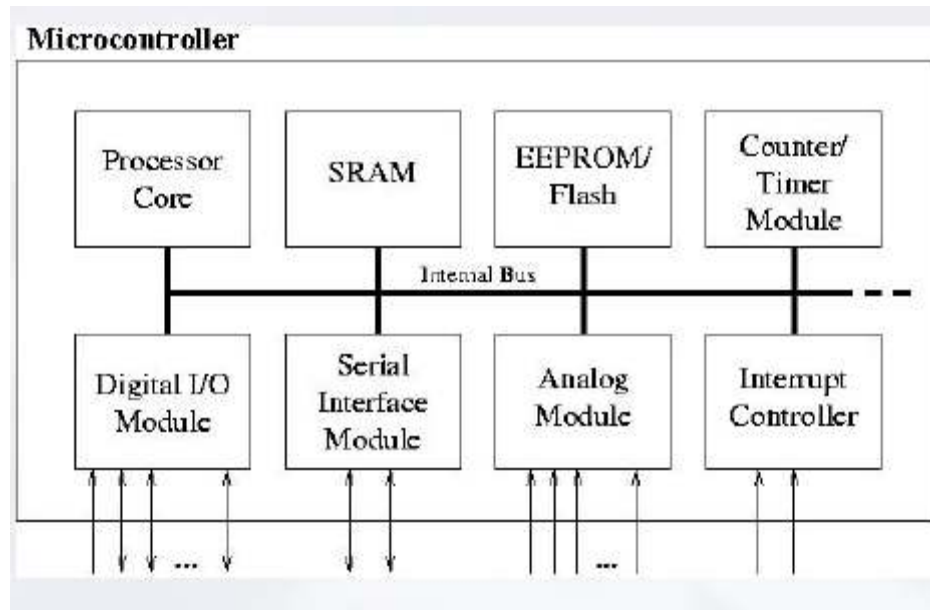 Microcontroller
Processor
Core
SRAM
EEPROM/
Flash
Counter/
Timer
Module
Internal Bus
Digital I/O
Module
Serial
Interface
Module
Analog
Module
Interrupt
Controller
...
...